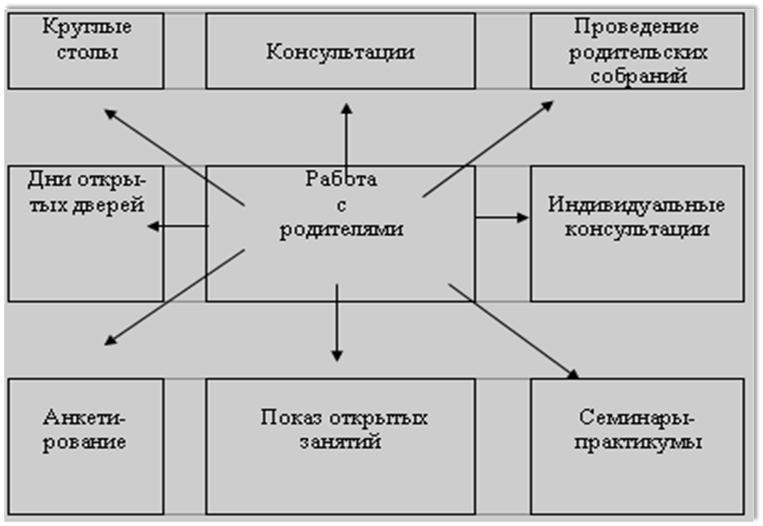 Круглые
столы
Консультации
Проведение
родительских
собраний
Дни откры-
тых дверей
Работа
с
родителями
Индивидуальные
консультации
Анкети-
рование
Показ открытых
занятий
Семинары-
практикумы